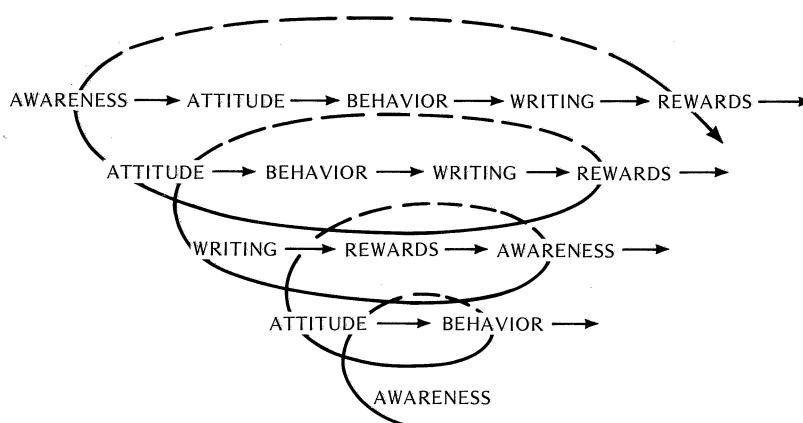 AWARENESS ATTITUDE BEHAVIOR WRITING REWARDS
ATTITUDE BEHAVIOR WRITING REWARDS
WRITING REWARDS AWARENESS
ATTITUDE BEHAVIOR
AWARENESS